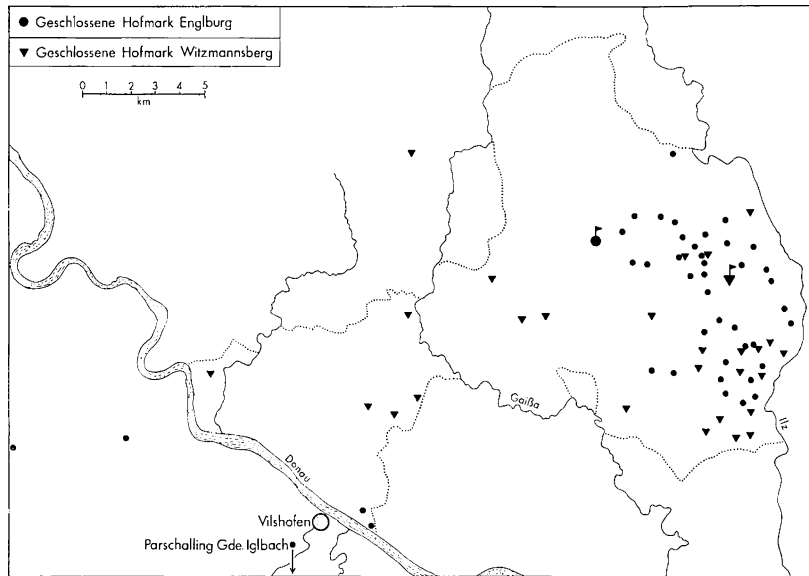 Geschlossene Hofmark Englburg
Geschlossene Hofmark Witzmannsberg
0 1 2 3 4 5
km
Gaißa
Ilz
Donau
Vilshofen
Parschalling Gde. Iglbach